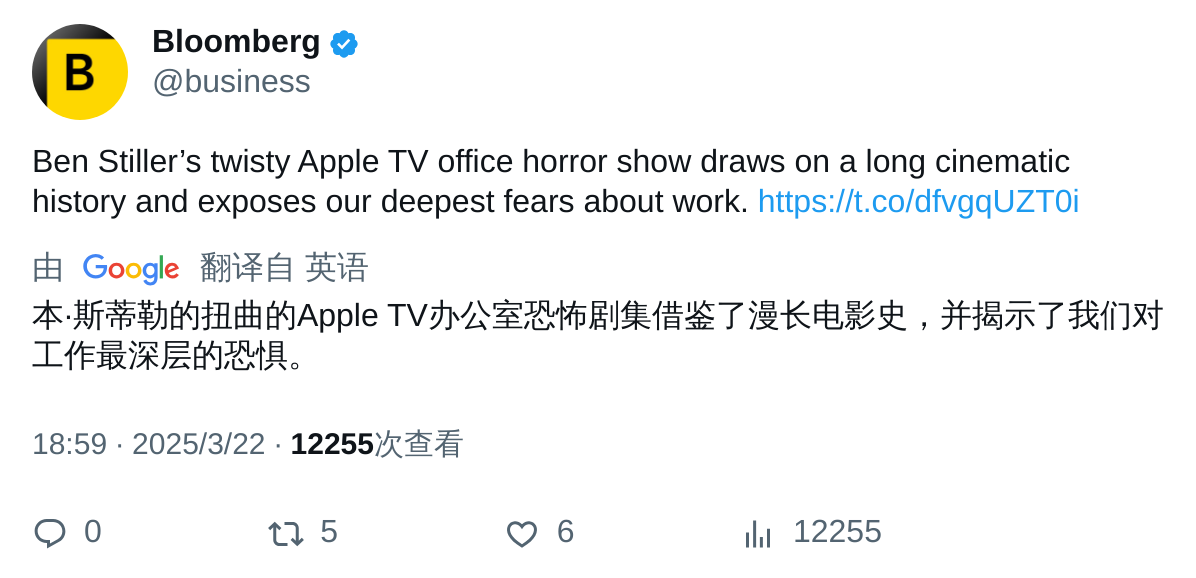 B
Bloomberg
@business
Ben Stiller’s twisty Apple TV office horror show draws on a long cinematic
history and exposes our deepest fears about work. https://t.co/dfvgqUZT0i
由 Google 翻译自 英语
本·斯蒂勒的扭曲的Apple TV办公室恐怖剧集借鉴了漫长电影史，并揭示了我们对
工作最深层的恐惧。
18:59 · 2025/3/22 · 12255次查看
0 5 6 12255